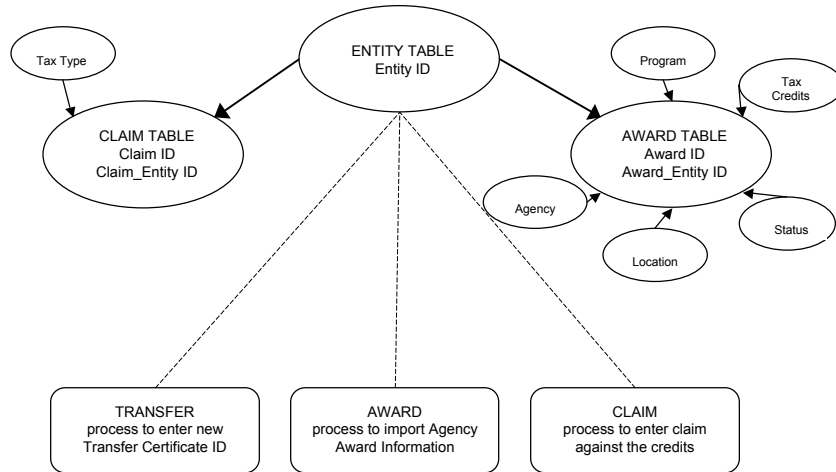 ENTITY TABLE
Entity ID
Tax Type
Program
Tax
Credits
CLAIM TABLE
Claim ID
Claim_Entity ID
AWARD TABLE
Award ID
Award_Entity ID
Agency
Location
Status
TRANSFER
process to enter new
Transfer Certificate ID
AWARD
process to import Agency
Award Information
CLAIM
process to enter claim
against the credits